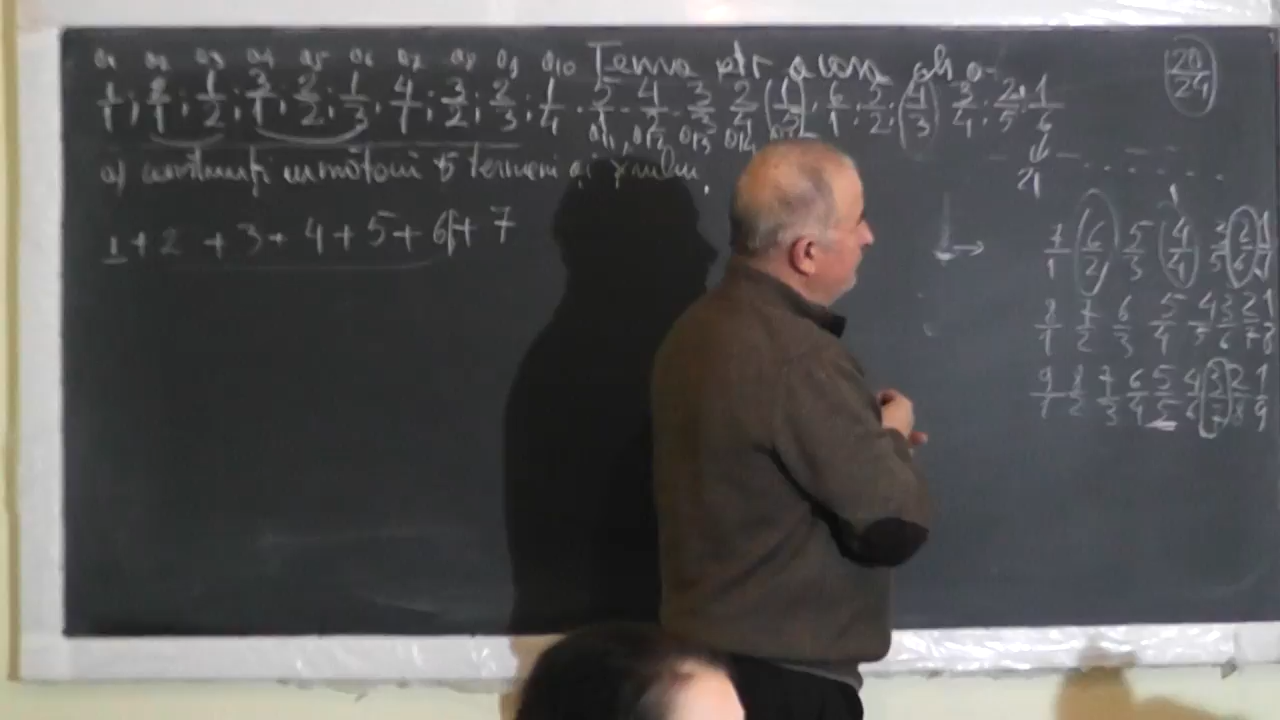 a1 a2 a3 a4 a5 a6 a7 a8 a9 a10 Tema ptr acasă
1/1; 2/1; 1/2; 3/1; 2/2; 1/3; 4/1; 3/2; 2/3; 1/4; 5/1 4/2 3/3 2/4 (1/5); 6/1; 5/2; (4/3) 3/4; 2/5; 1/6
a11, a12 a13 a14
20/24
a) următorii 5 termeni ai
21
1 + 2 + 3 + 4 + 5 + 6 + 7
7/1 6/2 5/3 4/4 3/5 2/6 1/7
8/1 7/2 6/3 5/4 4/5 3/6 2/7 1/8
9/1 8/2 7/3 6/4 5/5 4/6 3/7 2/8 1/9